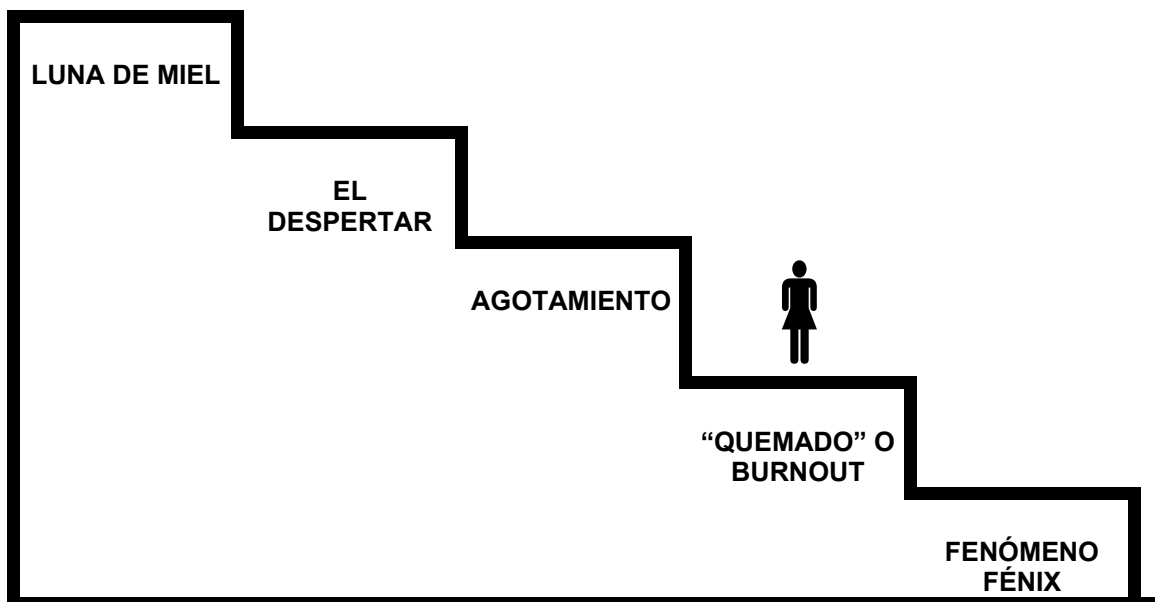 LUNA DE MIEL
EL
DESPERTAR
AGOTAMIENTO
“QUEMADO” O
BURNOUT
FENÓMENO
FÉNIX